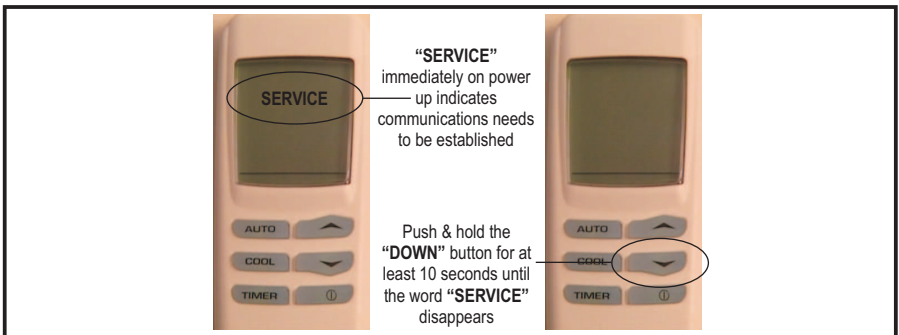 SERVICE
AUTO
COOL
TIMER
“SERVICE”
immediately on power
up indicates
communications needs
to be established
Push & hold the
“DOWN” button for at
least 10 seconds until
the word “SERVICE”
disappears
AUTO
COOL
TIMER